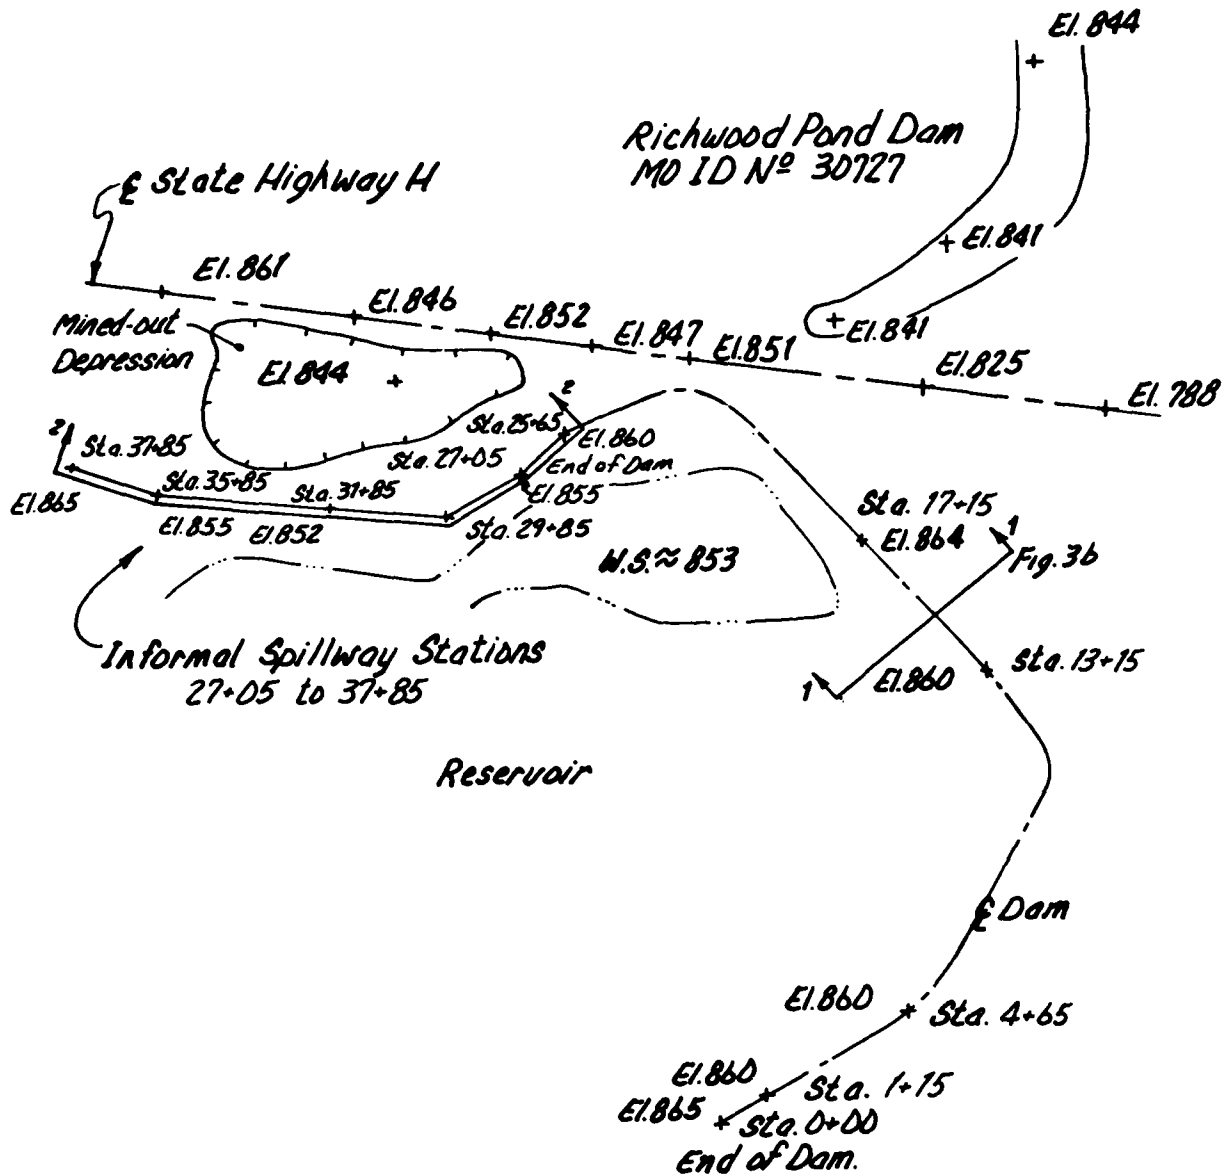 El. 844
Richwood Pond Dam
MO ID Nº 30727
℄ State Highway H
El. 841
El. 861
El. 846
El. 841
El. 852
El. 847
El. 851
El. 825
El. 788
Mined-out
Depression
El. 844
2
2
Sta. 25+65
El. 860
End of Dam
Sta. 27+05
El. 855
Sta. 37+85
Sta. 35+85
Sta. 31+85
Sta. 29+85
El. 865
El. 855
El. 852
Sta. 17+15
El. 864
1
Fig. 3b
W.S. ≈ 853
Informal Spillway Stations
27+05 to 37+85
1
El. 860
Sta. 13+15
Reservoir
℄ Dam
El. 860
Sta. 4+65
El. 860
Sta. 1+15
El. 865
Sta. 0+00
End of Dam.